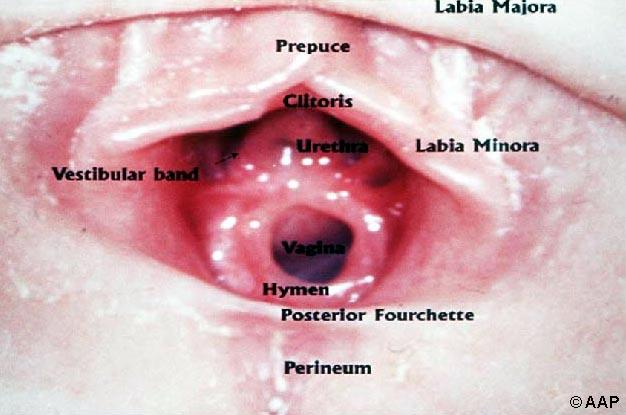 Labia Majora
Prepuce
Clitoris
Urethra
Labia Minora
Vestibular band
Vagina
Hymen
Posterior Fourchette
Perineum
©AAP